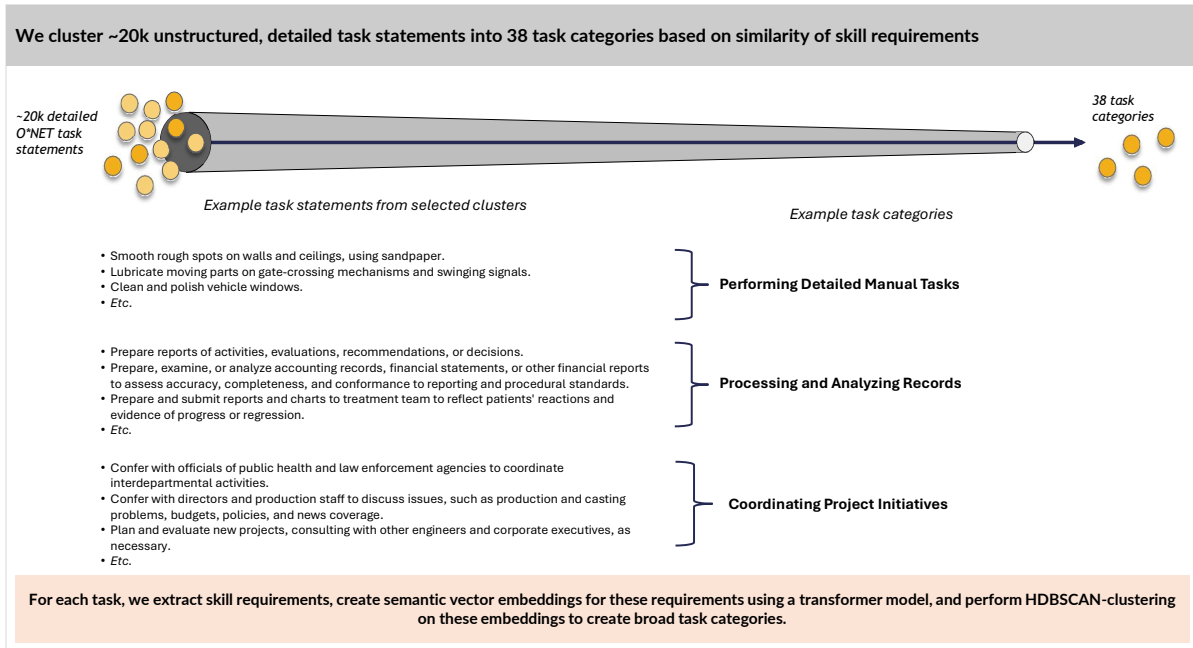 We cluster ~20k unstructured, detailed task statements into 38 task categories based on similarity of skill requirements
~20k detailed
O*NET task
statements
38 task
categories
Example task statements from selected clusters
Example task categories
• Smooth rough spots on walls and ceilings, using sandpaper.
• Lubricate moving parts on gate-crossing mechanisms and swinging signals.
• Clean and polish vehicle windows.
• Etc.
Performing Detailed Manual Tasks
• Prepare reports of activities, evaluations, recommendations, or decisions.
• Prepare, examine, or analyze accounting records, financial statements, or other financial reports
to assess accuracy, completeness, and conformance to reporting and procedural standards.
• Prepare and submit reports and charts to treatment team to reflect patients' reactions and
evidence of progress or regression.
• Etc.
Processing and Analyzing Records
• Confer with officials of public health and law enforcement agencies to coordinate
interdepartmental activities.
• Confer with directors and production staff to discuss issues, such as production and casting
problems, budgets, policies, and news coverage.
• Plan and evaluate new projects, consulting with other engineers and corporate executives, as
necessary.
• Etc.
Coordinating Project Initiatives
For each task, we extract skill requirements, create semantic vector embeddings for these requirements using a transformer model, and perform HDBSCAN-clustering
on these embeddings to create broad task categories.